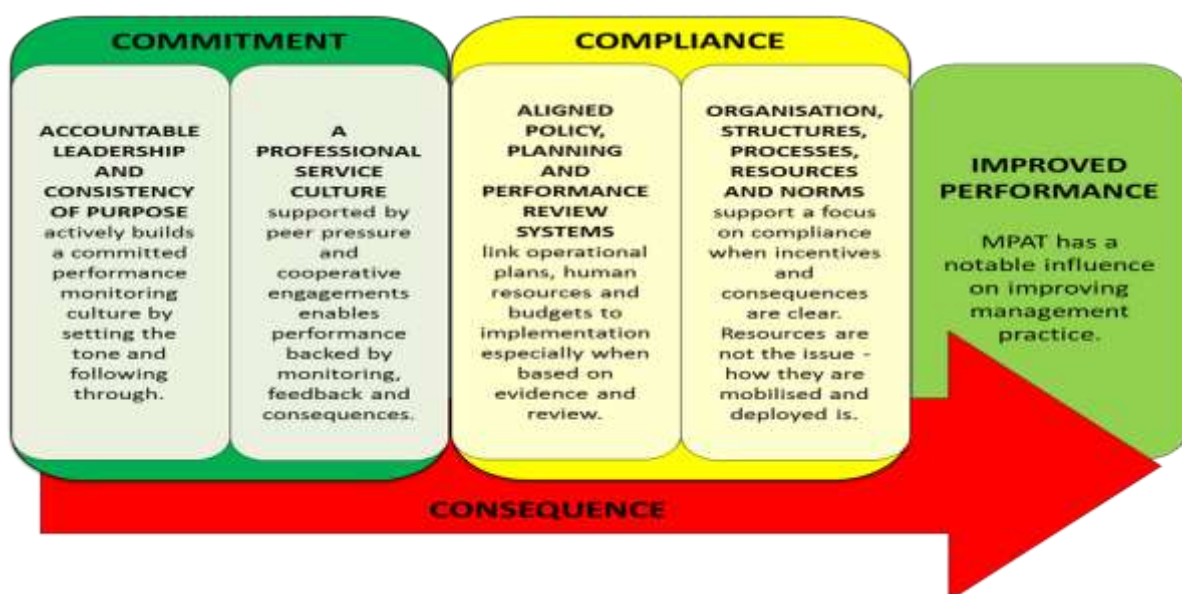 COMMITMENT
ACCOUNTABLE
LEADERSHIP
AND
CONSISTENCY
OF PURPOSE
actively builds
a committed
performance
monitoring
culture by
setting the
tone and
following
through.
A
PROFESSIONAL
SERVICE
CULTURE
supported by
peer pressure
and
cooperative
engagements
enables
performance
backed by
monitoring,
feedback and
consequences.
COMPLIANCE
ALIGNED
POLICY,
PLANNING
AND
PERFORMANCE
REVIEW
SYSTEMS
link operational
plans, human
resources and
budgets to
implementation
especially when
based on
evidence and
review.
ORGANISATION,
STRUCTURES,
PROCESSES,
RESOURCES
AND NORMS
support a focus
on compliance
when incentives
and
consequences
are clear.
Resources are
not the issue -
how they are
mobilised and
deployed is.
IMPROVED
PERFORMANCE
MPAT has a
notable influence
on improving
management
practice.
CONSEQUENCE